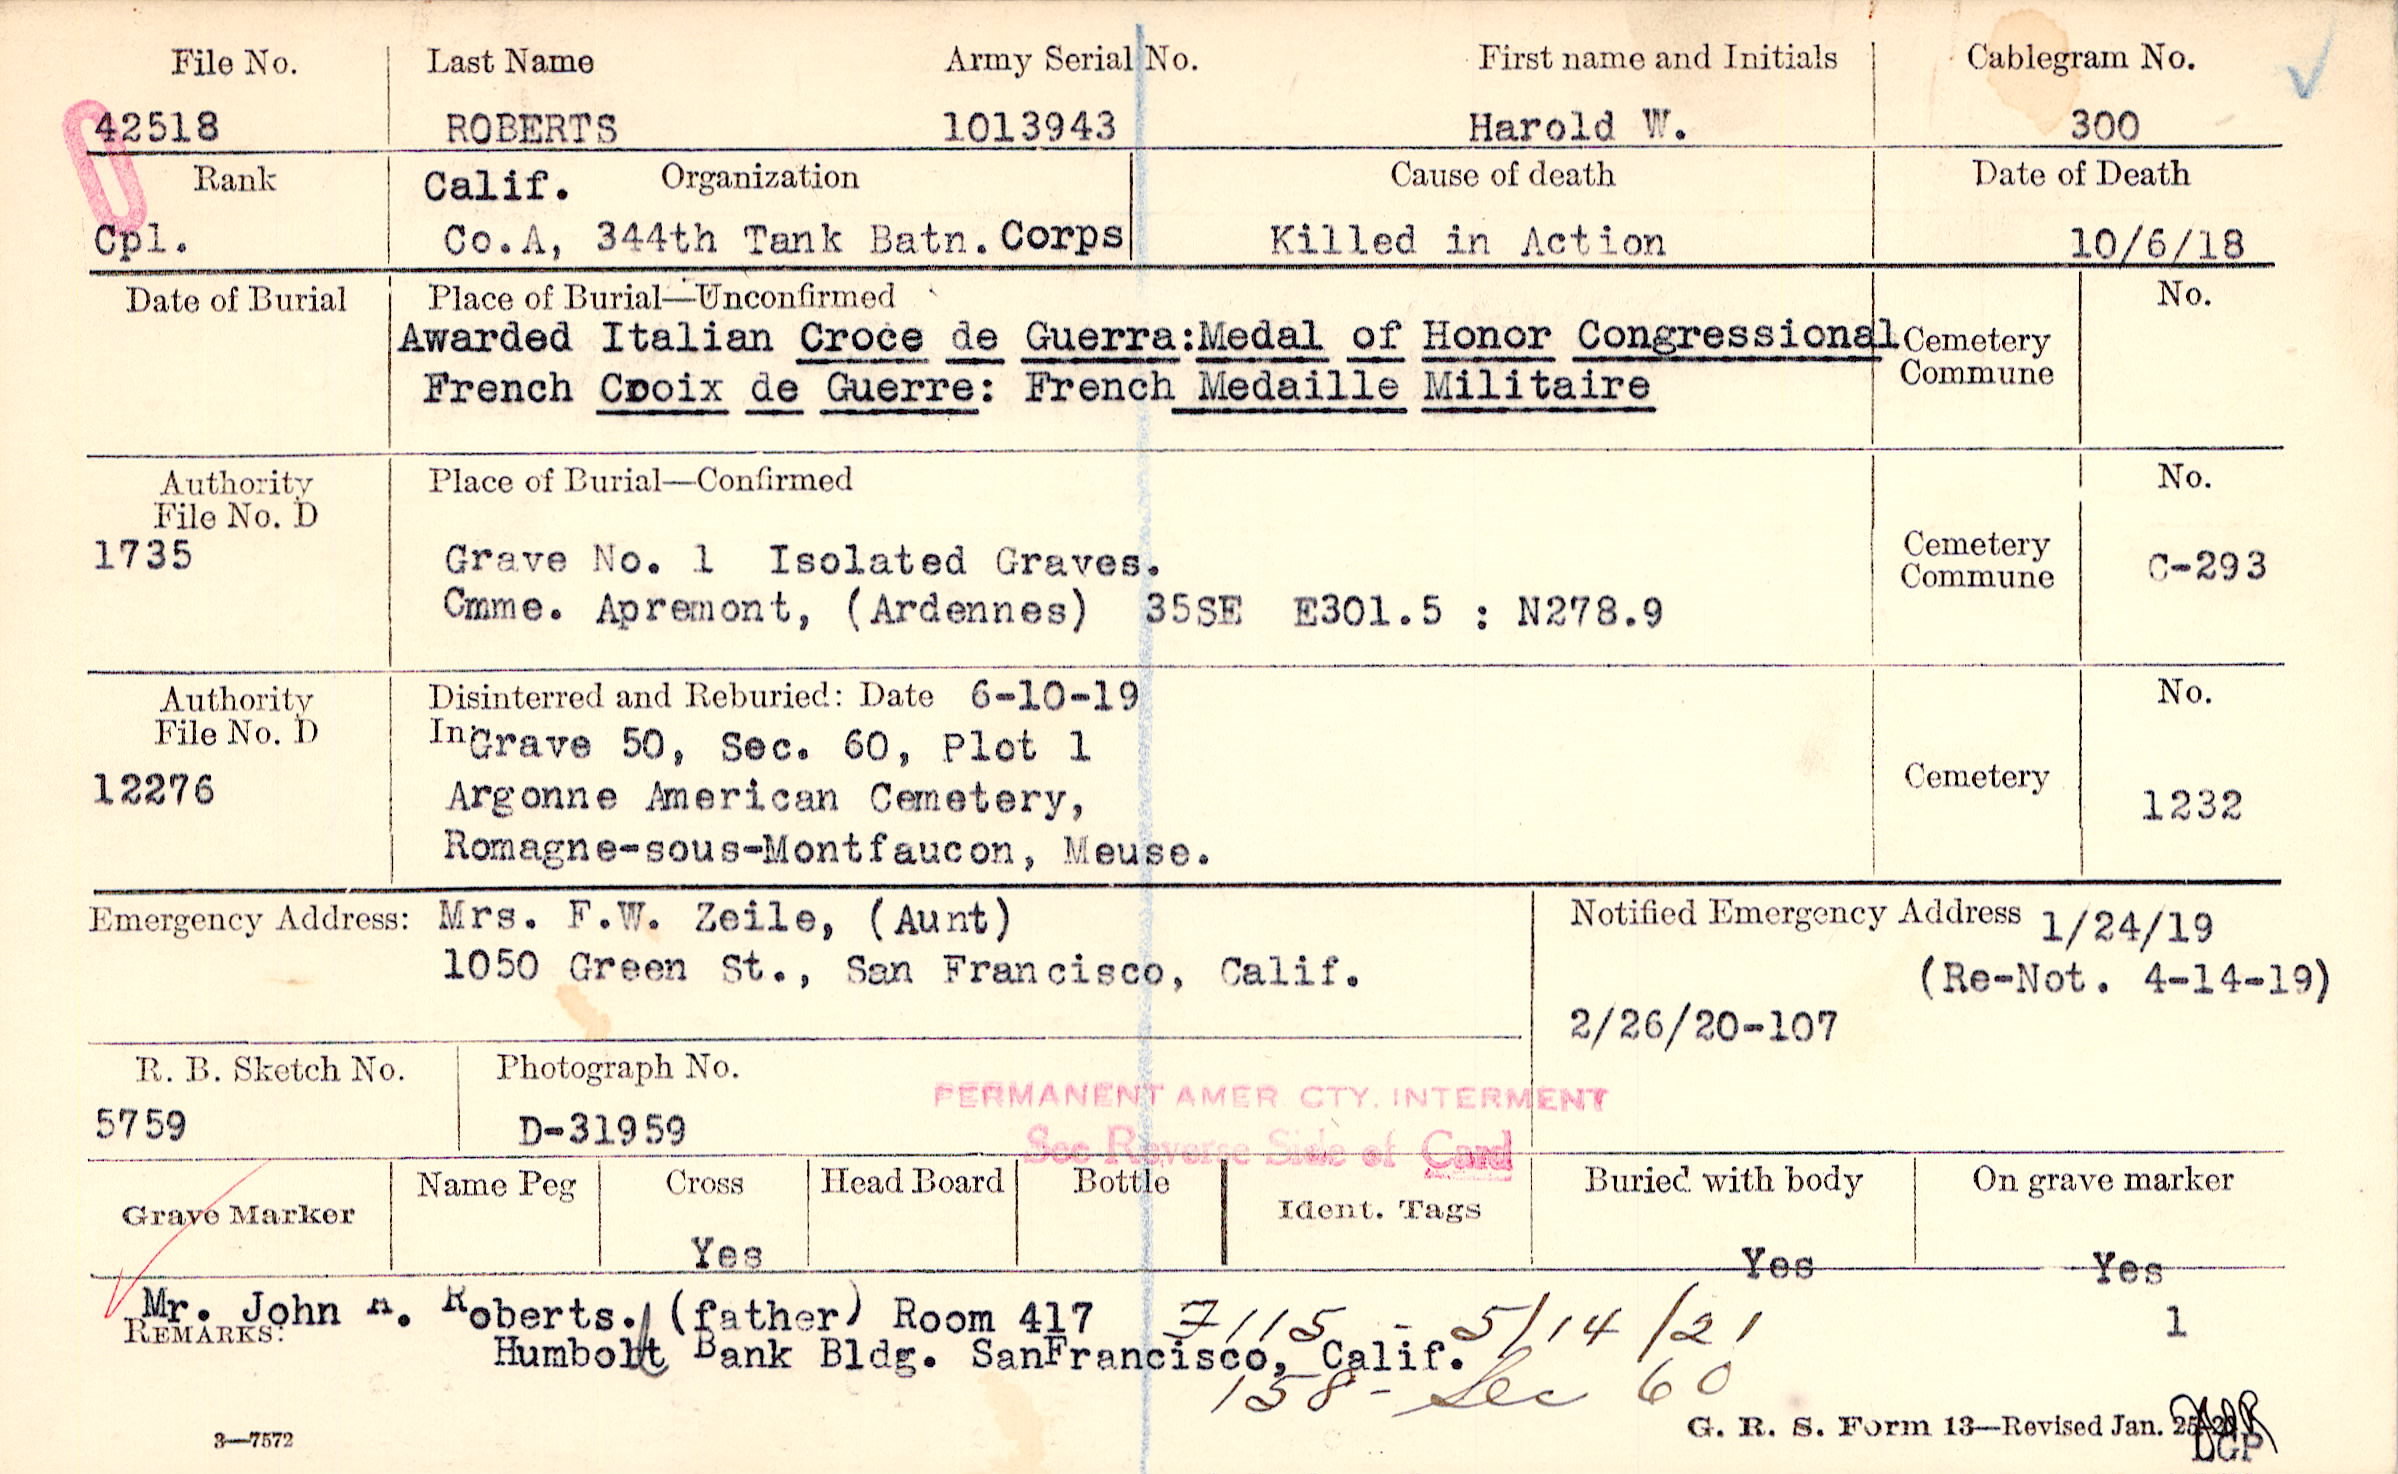 File No. Last Name Army Serial No. First name and Initials Cablegram No.
42518 ROBERTS 1013943 Harold W. 300
Rank Calif. Organization Cause of death Date of Death
Cpl. Co.A, 344th Tank Batn. Corps Killed in Action 10/6/18
Date of Burial Place of Burial—Unconfirmed No.
Awarded Italian Croce de Guerra:Medal of Honor Congressional Cemetery
French Croix de Guerre: French Medaille Militaire Commune
Authority Place of Burial—Confirmed No.
File No. D
1735 Grave No. 1 Isolated Graves. Cemetery
Commune C-293
Cmme. Apremont, (Ardennes) 35SE E301.5 : N278.9
Authority Disinterred and Reburied: Date 6-10-19 No.
File No. D In Grave 50, Sec. 60, Plot 1
12276 Argonne American Cemetery, Cemetery 1232
Romagne-sous-Montfaucon, Meuse.
Emergency Address: Mrs. F.W. Zeile, (Aunt) Notified Emergency Address 1/24/19
1050 Green St., San Francisco, Calif. (Re-Not. 4-14-19)
2/26/20-107
R. B. Sketch No. Photograph No.
PERMANENT AMER CTY. INTERMENT
5759 D-31959
See Reverse Side of Card
Grave Marker Name Peg Cross Head Board Bottle Ident. Tags Buried with body On grave marker
Yes Yes Yes
Mr. John A. Roberts. (father) Room 417 7115 - 5/14/21 1
REMARKS:
Humbolt Bank Bldg. SanFrancisco, Calif.
158- Sec 60
G. R. S. Form 13—Revised Jan.
3—7572 LGP